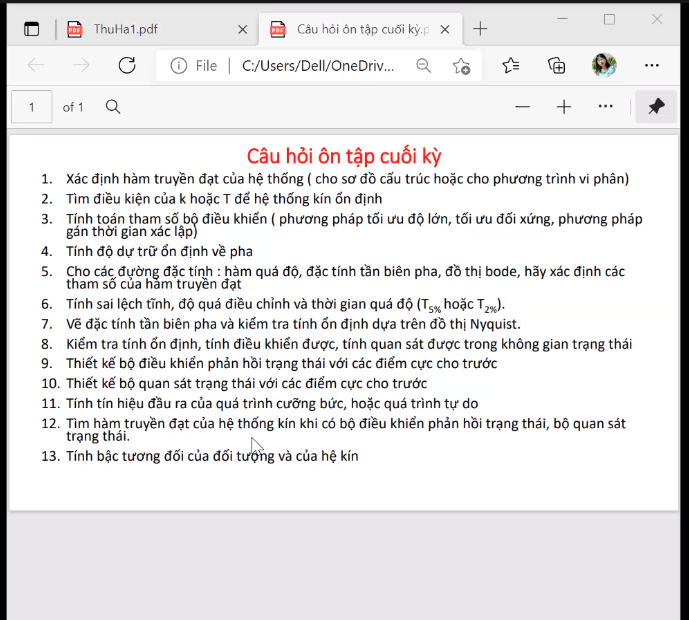 ThuHa1.pdf
Câu hỏi ôn tập cuối kỳ.p
File
C:/Users/Dell/OneDriv...
1 of 1
Câu hỏi ôn tập cuối kỳ
1. Xác định hàm truyền đạt của hệ thống ( cho sơ đồ cấu trúc hoặc cho phương trình vi phân)
2. Tìm điều kiện của k hoặc T để hệ thống kín ổn định
3. Tính toán tham số bộ điều khiển ( phương pháp tối ưu độ lớn, tối ưu đối xứng, phương pháp
gán thời gian xác lập)
4. Tính độ dự trữ ổn định về pha
5. Cho các đường đặc tính : hàm quá độ, đặc tính tần biên pha, đồ thị bode, hãy xác định các
tham số của hàm truyền đạt
6. Tính sai lệch tĩnh, độ quá điều chỉnh và thời gian quá độ (T5% hoặc T2%).
7. Vẽ đặc tính tần biên pha và kiểm tra tính ổn định dựa trên đồ thị Nyquist.
8. Kiểm tra tính ổn định, tính điều khiển được, tính quan sát được trong không gian trạng thái
9. Thiết kế bộ điều khiển phản hồi trạng thái với các điểm cực cho trước
10. Thiết kế bộ quan sát trạng thái với các điểm cực cho trước
11. Tính tín hiệu đầu ra của quá trình cưỡng bức, hoặc quá trình tự do
12. Tìm hàm truyền đạt của hệ thống kín khi có bộ điều khiển phản hồi trạng thái, bộ quan sát
trạng thái.
13. Tính bậc tương đối của đối tượng và của hệ kín